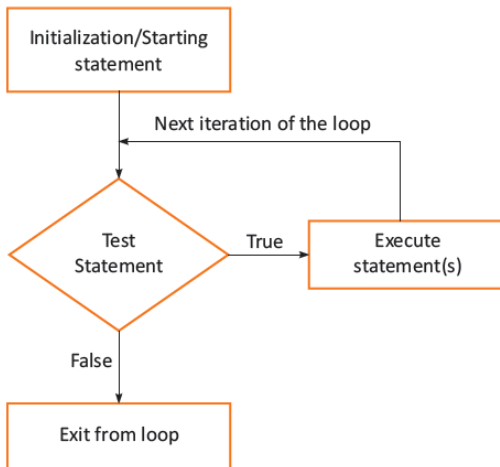 Initialization/Starting
statement
Next iteration of the loop
Test
Statement
True
Execute
statement(s)
False
Exit from loop